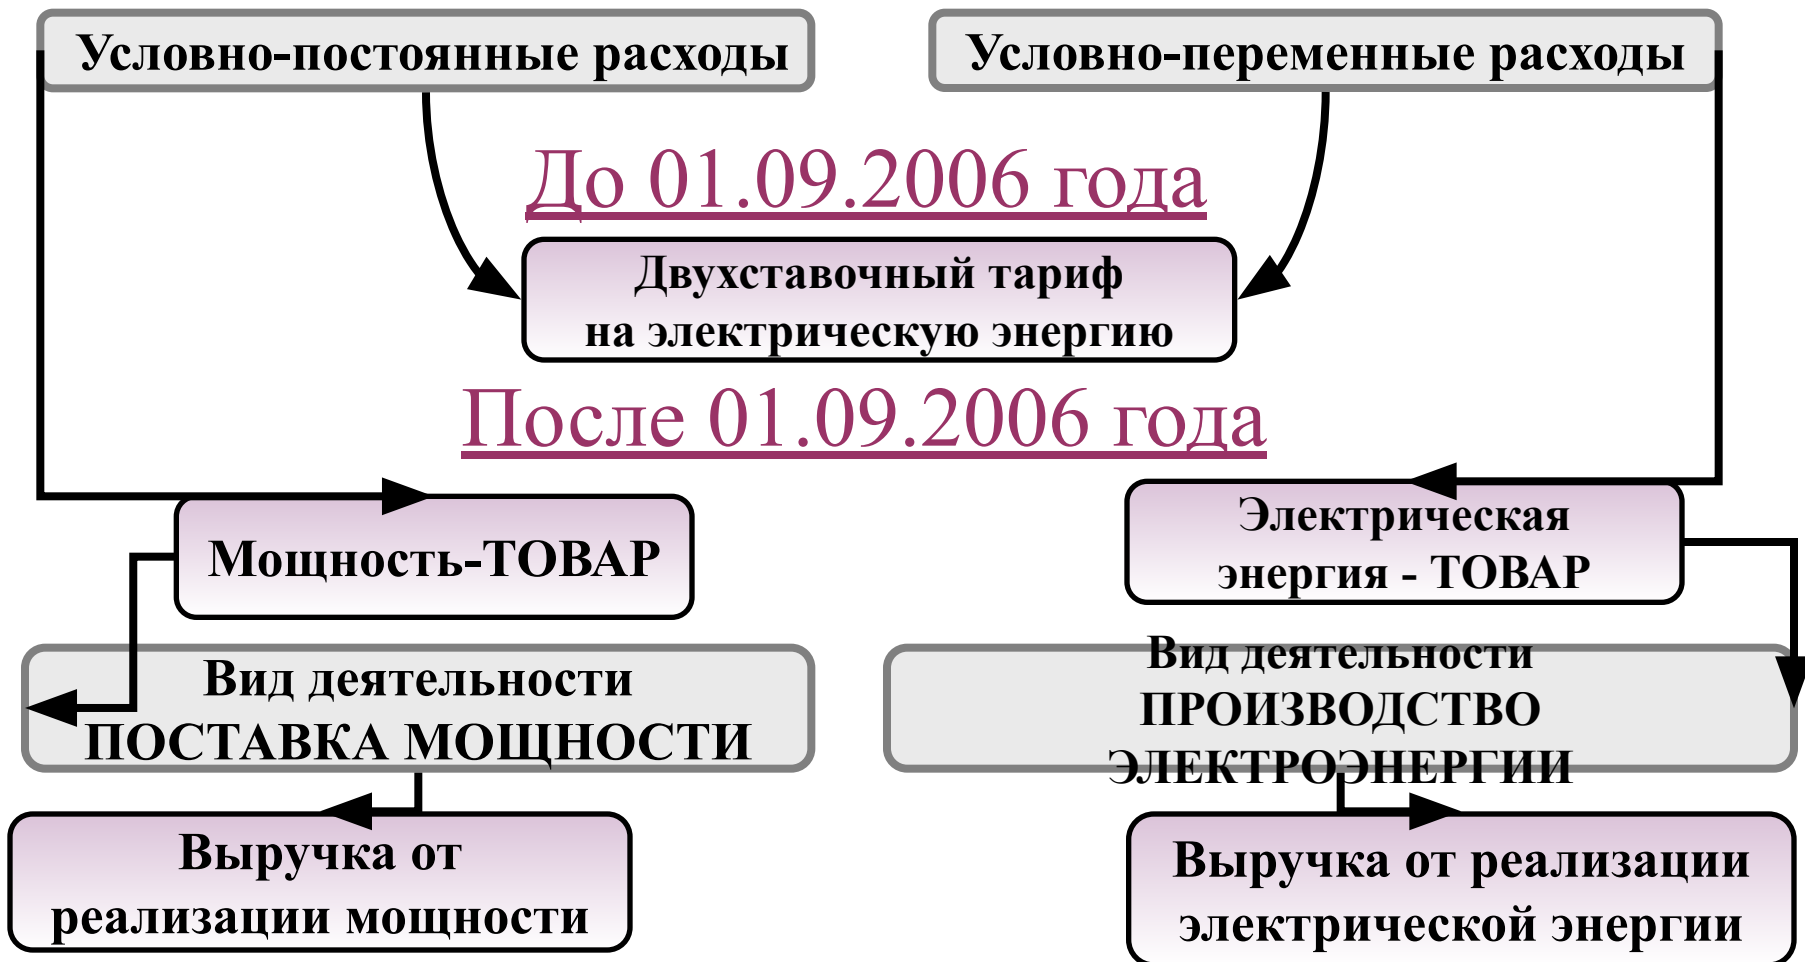 Условно-постоянные расходы
Условно-переменные расходы
До 01.09.2006 года
Двухставочный тариф
на электрическую энергию
После 01.09.2006 года
Мощность-ТОВАР
Электрическая
энергия - ТОВАР
Вид деятельности
ПОСТАВКА МОЩНОСТИ
Вид деятельности
ПРОИЗВОДСТВО
ЭЛЕКТРОЭНЕРГИИ
Выручка от
реализации мощности
Выручка от реализации
электрической энергии